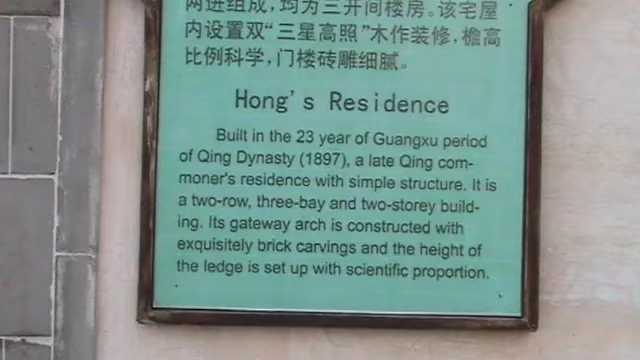 两进组成，均为三开间楼房。该宅屋
内设置双“三星高照”木作装修，檐高
比例科学，门楼砖雕细腻。
Hong's Residence
Built in the 23 year of Guangxu period
of Qing Dynasty (1897), a late Qing com-
moner's residence with simple structure. It is
a two-row, three-bay and two-storey build-
ing. Its gateway arch is constructed with
exquisitely brick carvings and the height of
the ledge is set up with scientific proportion.